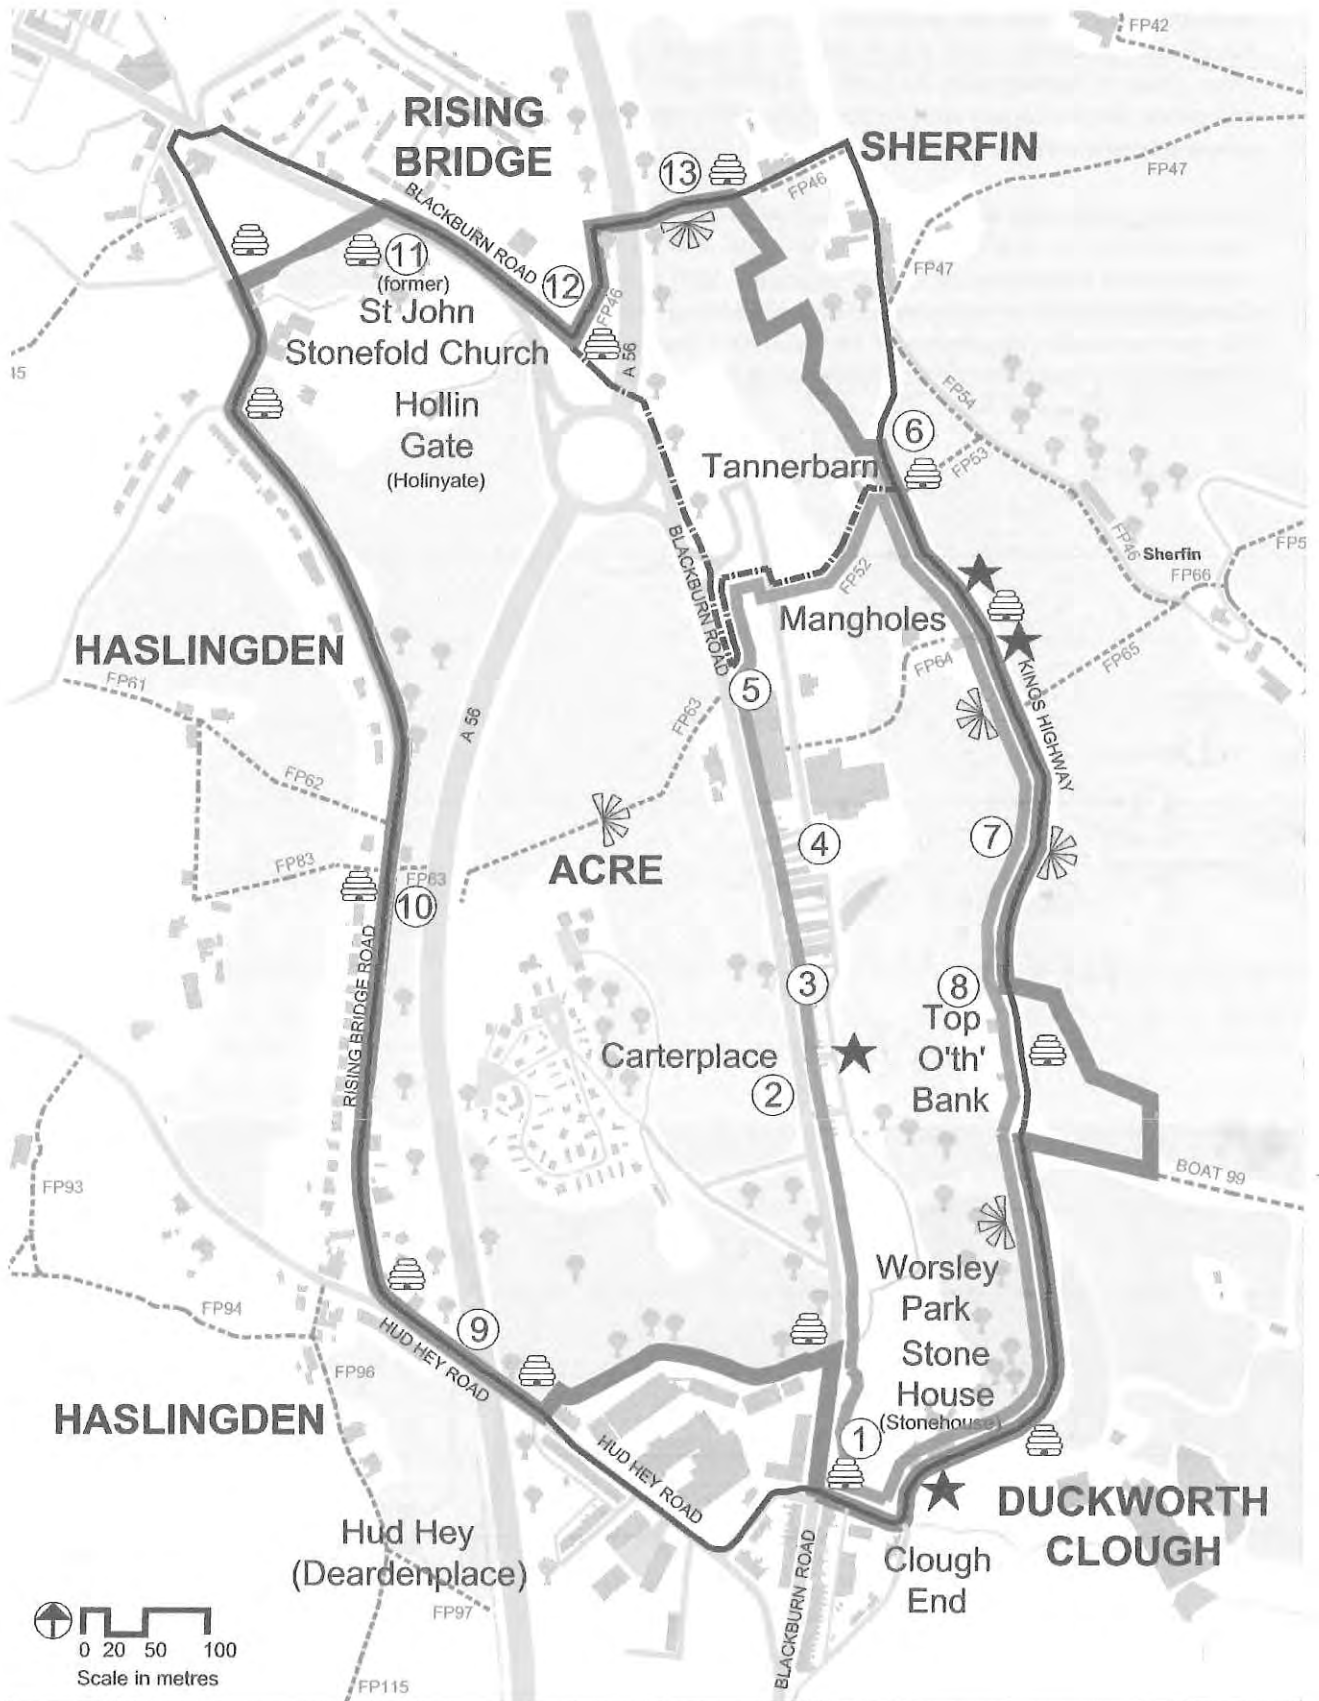 FP42
RISING
BRIDGE
SHERFIN
13
FP46
FP47
FP47
BLACKBURN ROAD
11
(former)
St John
Stonefold Church
12
FP46
A 56
15
Hollin
Gate
(Holinyate)
FP54
6
FP53
Tannerbarn
FP46
Sherfin
FP5
FP66
BLACKBURN ROAD
FP52
Mangholes
FP64
FP65
KINGS HIGHWAY
HASLINGDEN
FP61
5
FP63
A 56
FP62
7
4
ACRE
FP83
FP63
10
RISING BRIDGE ROAD
3
8
Top
O'th'
Bank
Carterplace
2
BOAT 99
FP93
Worsley
Park
Stone
House
(Stonehouse)
FP94
9
HUD HEY ROAD
FP96
HASLINGDEN
1
HUD HEY ROAD
DUCKWORTH
CLOUGH
Hud Hey
(Deardenplace)
Clough
End
BLACKBURN ROAD
FP97
0 20 50 100
Scale in metres
FP115